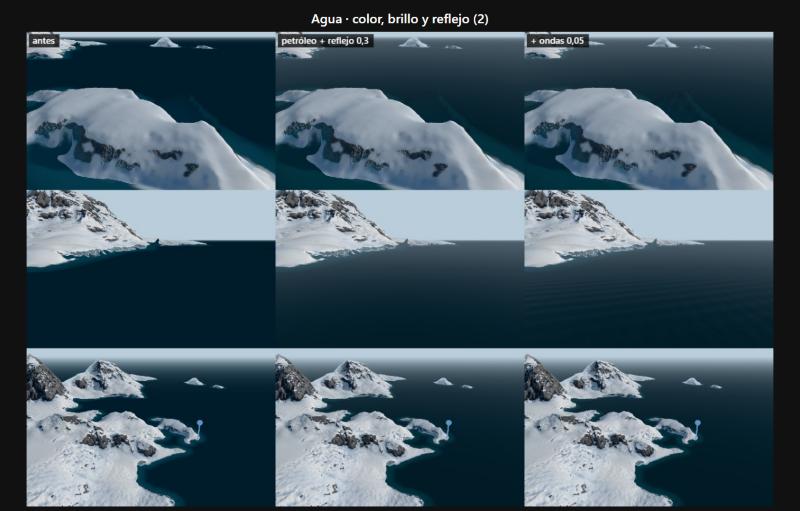 Agua · color, brillo y reflejo (2)
antes
petróleo + reflejo 0,3
+ ondas 0,05